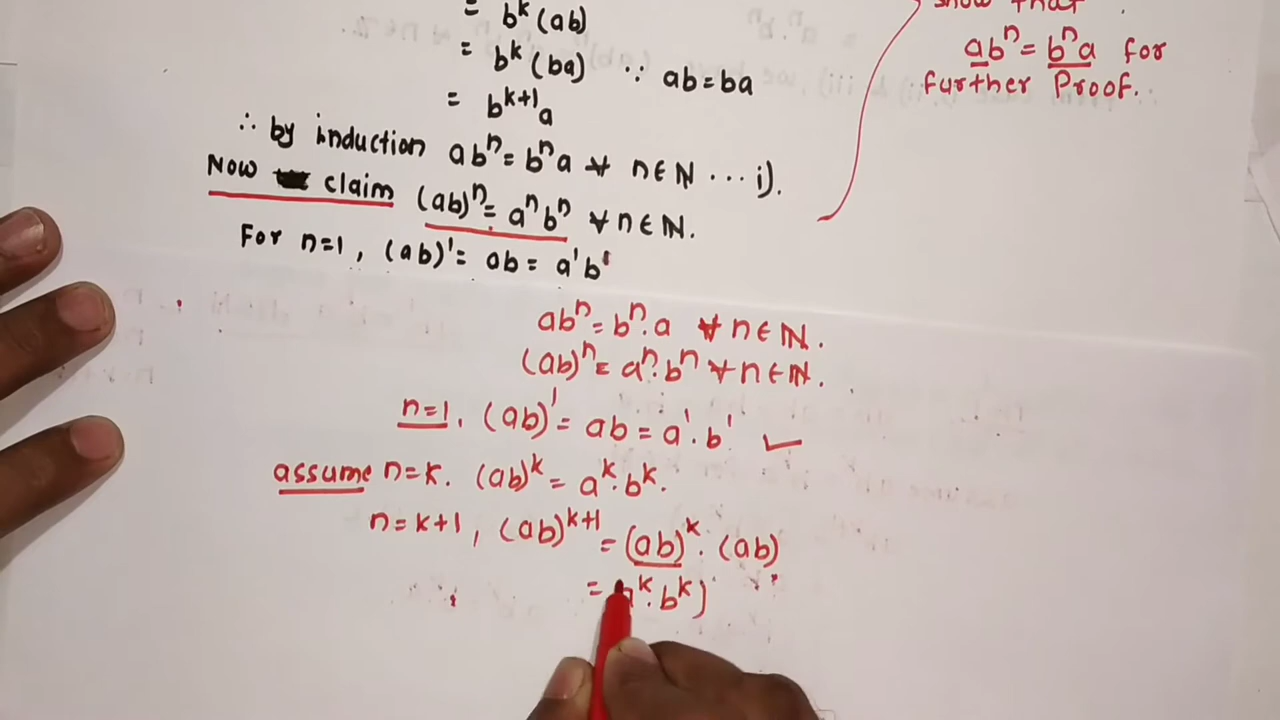 = b^k (ab)
= b^k (ba) ∵ ab = ba
= b^{k+1} a
∴ by induction ab^n = b^n a ∀ n ∈ N ... i).
Now claim (ab)^n = a^n b^n ∀ n ∈ N.
For n=1, (ab)^1 = ab = a^1 b^1
show that
ab^n = b^n a for
further Proof.
ab^n = b^n . a ∀ n ∈ N.
(ab)^n = a^n . b^n ∀ n ∈ N.
n=1. (ab)^1 = ab = a^1 . b^1. ✓
assume n=k. (ab)^k = a^k . b^k.
n=k+1, (ab)^{k+1} = (ab)^k . (ab)
= a^k . b^k)